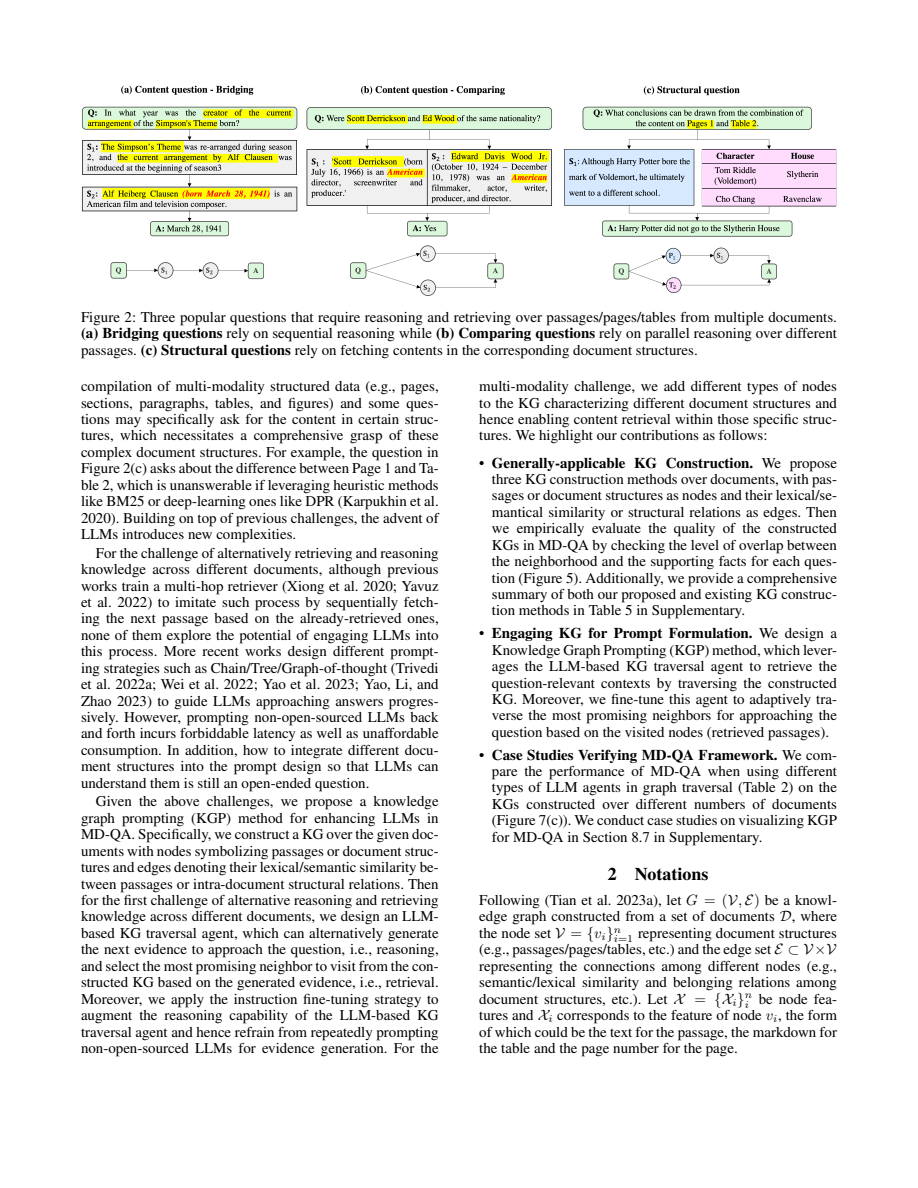 (a) Content question - Bridging
Q: In what year was the creator of the current
arrangement of the Simpson's Theme born?
S1: The Simpson's Theme was re-arranged during season
2, and the current arrangement by Alf Clausen was
introduced at the beginning of season3
S2: Alf Heiberg Clausen (born March 28, 1941) is an
American film and television composer.
A: March 28, 1941
Q S1 S2 A
(b) Content question - Comparing
Q: Were Scott Derrickson and Ed Wood of the same nationality?
S1 : 'Scott Derrickson (born
July 16, 1966) is an American
director, screenwriter and
producer.'
S2 : Edward Davis Wood Jr.
(October 10, 1924 – December
10, 1978) was an American
filmmaker, actor, writer,
producer, and director.
A: Yes
Q S1 S2 A
(c) Structural question
Q: What conclusions can be drawn from the combination of
the content on Pages 1 and Table 2.
S1: Although Harry Potter bore the
mark of Voldemort, he ultimately
went to a different school.
Character House
Tom Riddle
(Voldemort) Slytherin
Cho Chang Ravenclaw
A: Harry Potter did not go to the Slytherin House
Q P1 S1 T2 A
Figure 2: Three popular questions that require reasoning and retrieving over passages/pages/tables from multiple documents.
(a) Bridging questions rely on sequential reasoning while (b) Comparing questions rely on parallel reasoning over different
passages. (c) Structural questions rely on fetching contents in the corresponding document structures.
compilation of multi-modality structured data (e.g., pages,
sections, paragraphs, tables, and figures) and some ques-
tions may specifically ask for the content in certain struc-
tures, which necessitates a comprehensive grasp of these
complex document structures. For example, the question in
Figure 2(c) asks about the difference between Page 1 and Ta-
ble 2, which is unanswerable if leveraging heuristic methods
like BM25 or deep-learning ones like DPR (Karpukhin et al.
2020). Building on top of previous challenges, the advent of
LLMs introduces new complexities.
For the challenge of alternatively retrieving and reasoning
knowledge across different documents, although previous
works train a multi-hop retriever (Xiong et al. 2020; Yavuz
et al. 2022) to imitate such process by sequentially fetch-
ing the next passage based on the already-retrieved ones,
none of them explore the potential of engaging LLMs into
this process. More recent works design different prompt-
ing strategies such as Chain/Tree/Graph-of-thought (Trivedi
et al. 2022a; Wei et al. 2022; Yao et al. 2023; Yao, Li, and
Zhao 2023) to guide LLMs approaching answers progres-
sively. However, prompting non-open-sourced LLMs back
and forth incurs forbiddable latency as well as unaffordable
consumption. In addition, how to integrate different docu-
ment structures into the prompt design so that LLMs can
understand them is still an open-ended question.
Given the above challenges, we propose a knowledge
graph prompting (KGP) method for enhancing LLMs in
MD-QA. Specifically, we construct a KG over the given doc-
uments with nodes symbolizing passages or document struc-
tures and edges denoting their lexical/semantic similarity be-
tween passages or intra-document structural relations. Then
for the first challenge of alternative reasoning and retrieving
knowledge across different documents, we design an LLM-
based KG traversal agent, which can alternatively generate
the next evidence to approach the question, i.e., reasoning,
and select the most promising neighbor to visit from the con-
structed KG based on the generated evidence, i.e., retrieval.
Moreover, we apply the instruction fine-tuning strategy to
augment the reasoning capability of the LLM-based KG
traversal agent and hence refrain from repeatedly prompting
non-open-sourced LLMs for evidence generation. For the
multi-modality challenge, we add different types of nodes
to the KG characterizing different document structures and
hence enabling content retrieval within those specific struc-
tures. We highlight our contributions as follows:
• Generally-applicable KG Construction. We propose
three KG construction methods over documents, with pas-
sages or document structures as nodes and their lexical/se-
mantical similarity or structural relations as edges. Then
we empirically evaluate the quality of the constructed
KGs in MD-QA by checking the level of overlap between
the neighborhood and the supporting facts for each ques-
tion (Figure 5). Additionally, we provide a comprehensive
summary of both our proposed and existing KG construc-
tion methods in Table 5 in Supplementary.
• Engaging KG for Prompt Formulation. We design a
Knowledge Graph Prompting (KGP) method, which lever-
ages the LLM-based KG traversal agent to retrieve the
question-relevant contexts by traversing the constructed
KG. Moreover, we fine-tune this agent to adaptively tra-
verse the most promising neighbors for approaching the
question based on the visited nodes (retrieved passages).
• Case Studies Verifying MD-QA Framework. We com-
pare the performance of MD-QA when using different
types of LLM agents in graph traversal (Table 2) on the
KGs constructed over different numbers of documents
(Figure 7(c)). We conduct case studies on visualizing KGP
for MD-QA in Section 8.7 in Supplementary.
2 Notations
Following (Tian et al. 2023a), let G = (V, E) be a knowl-
edge graph constructed from a set of documents D, where
the node set V = {v_i}_{i=1}^n representing document structures
(e.g., passages/pages/tables, etc.) and the edge set E ⊂ V×V
representing the connections among different nodes (e.g.,
semantic/lexical similarity and belonging relations among
document structures, etc.). Let X = {X_i}_i^n be node fea-
tures and X_i corresponds to the feature of node v_i, the form
of which could be the text for the passage, the markdown for
the table and the page number for the page.